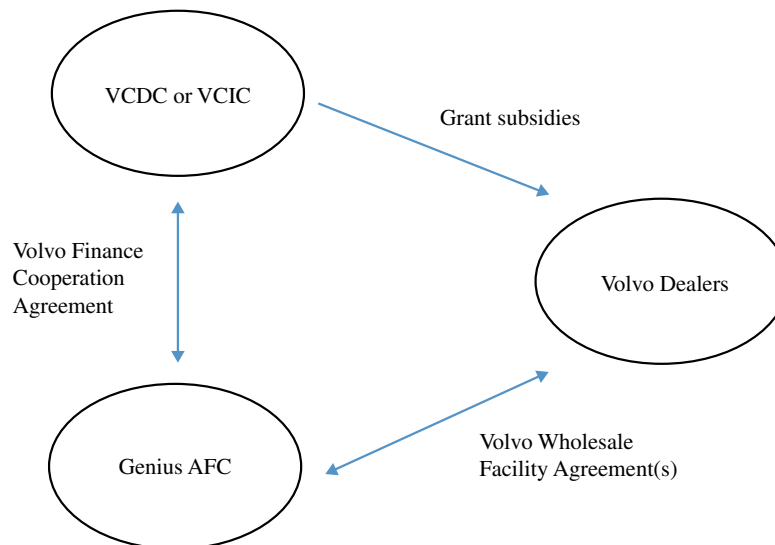 VCDC or VCIC
Grant subsidies
Volvo Finance
Cooperation
Agreement
Volvo Dealers
Genius AFC
Volvo Wholesale
Facility Agreement(s)